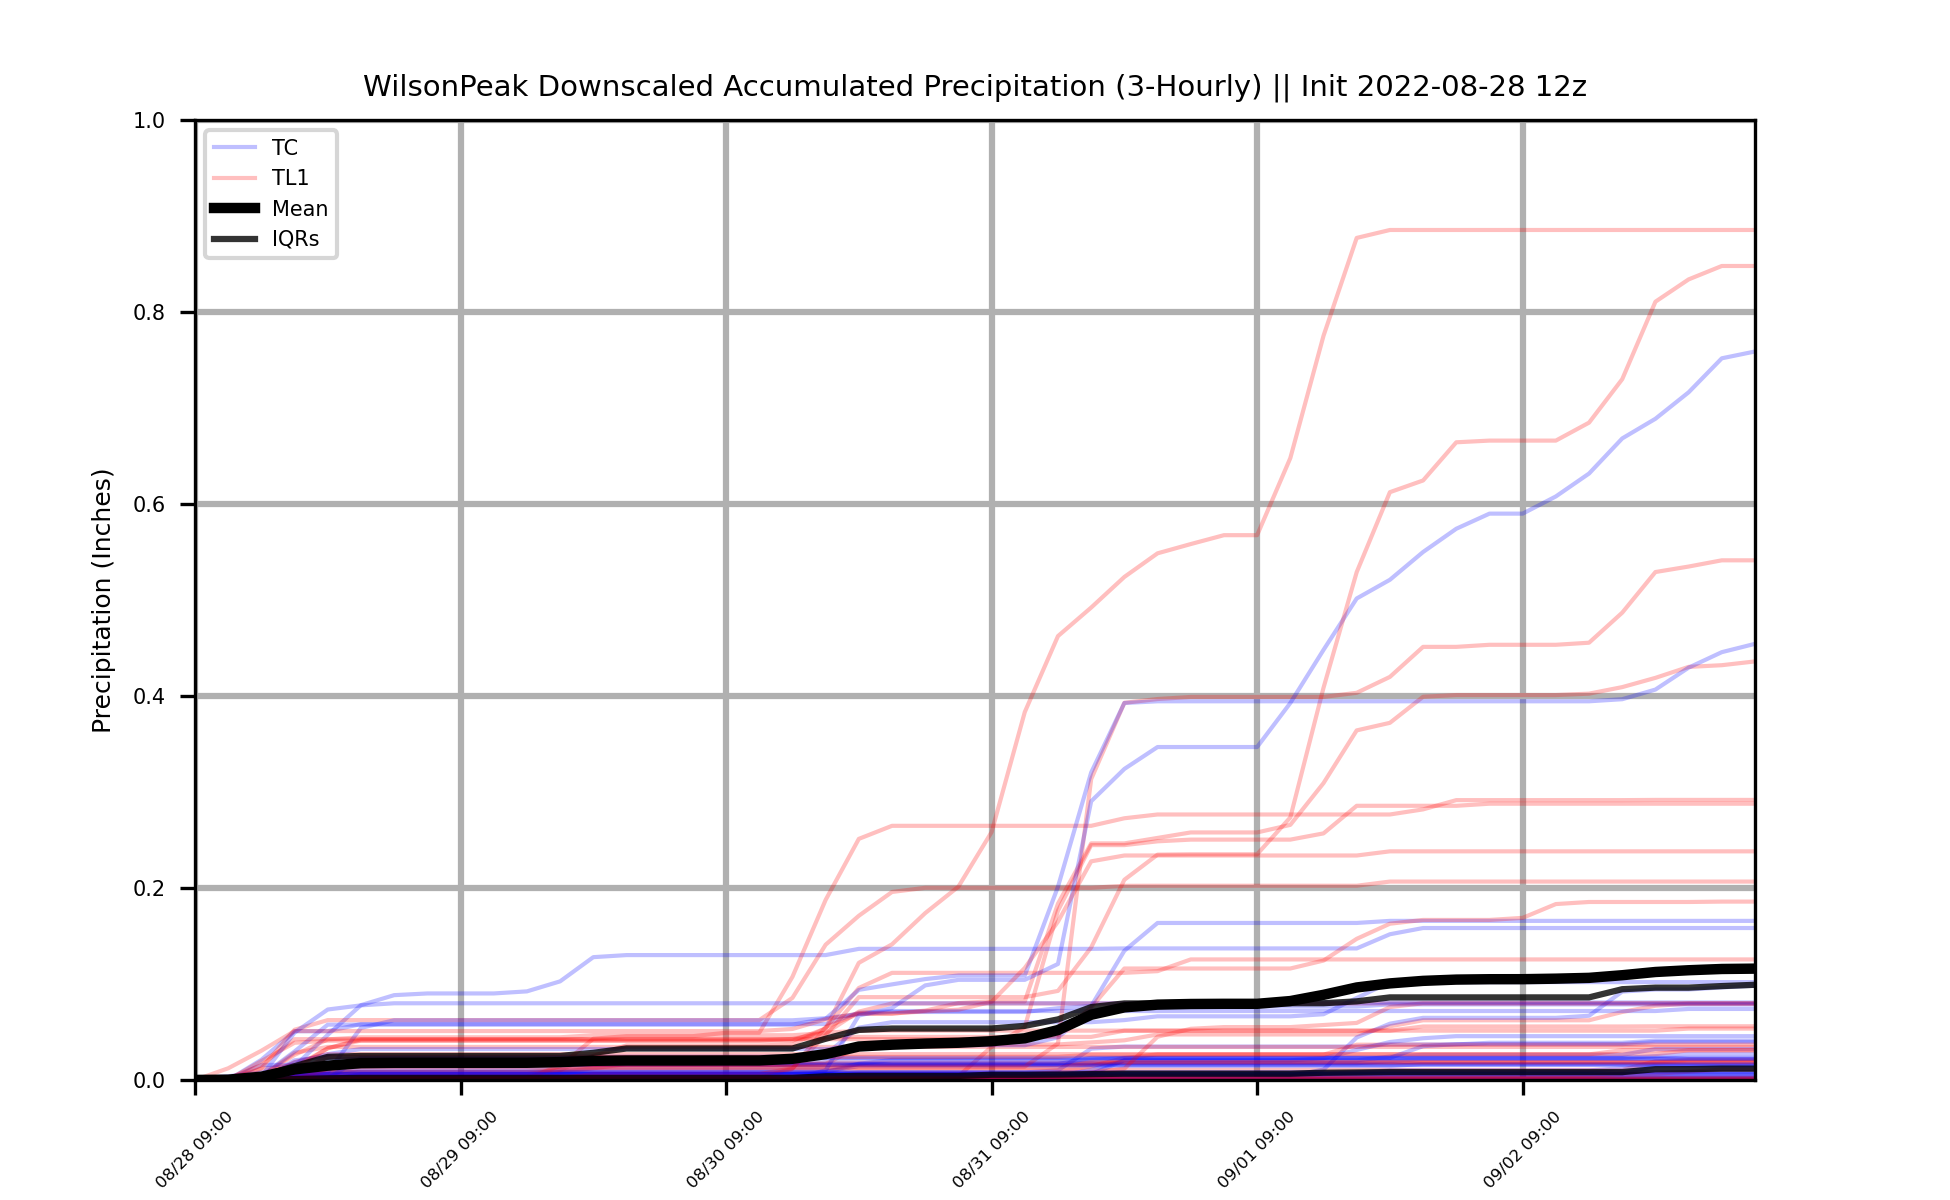 WilsonPeak Downscaled Accumulated Precipitation (3-Hourly) || Init 2022-08-28 12z
TC
TL1
Mean
IQRs
Precipitation (Inches)
1.0
0.8
0.6
0.4
0.2
0.0
08/28 09:00
08/29 09:00
08/30 09:00
08/31 09:00
09/01 09:00
09/02 09:00